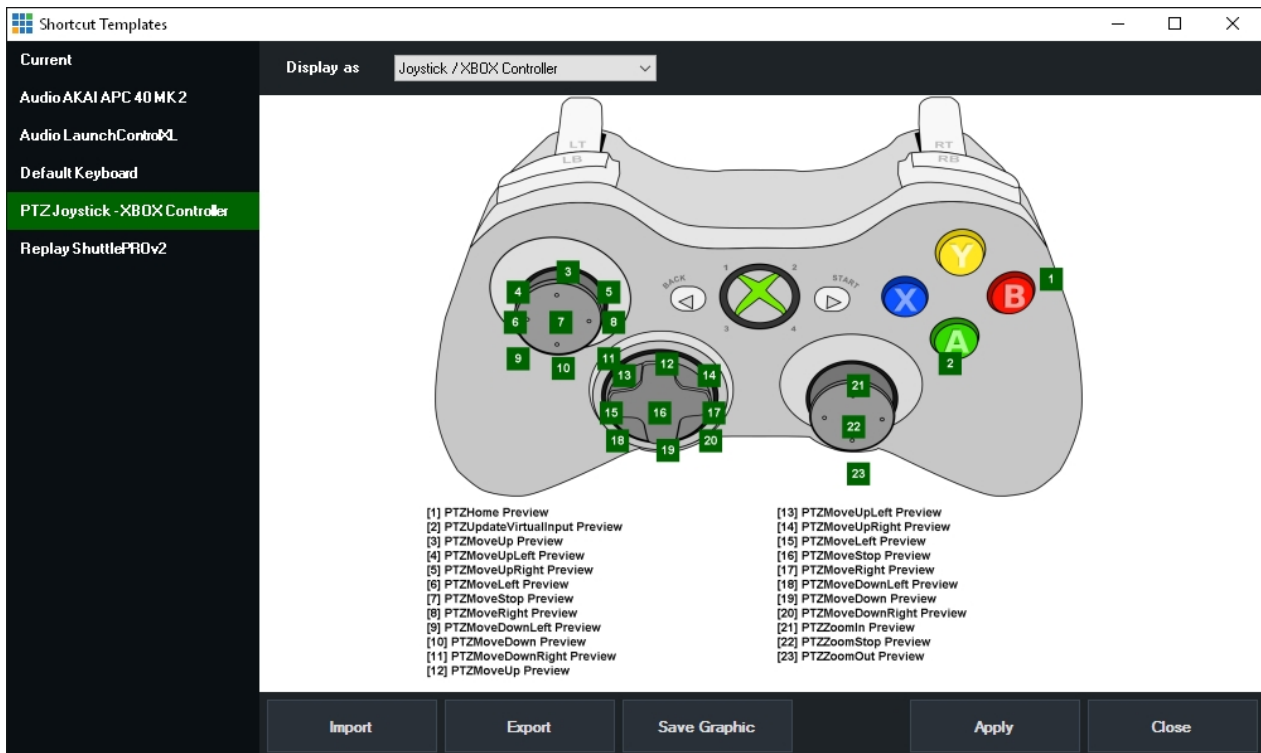 Shortcut Templates
Current
Audio AKAI APC 40 MK2
Audio LaunchControlXL
Default Keyboard
PTZ Joystick - XBOX Controller
Replay ShuttlePROv2
Display as
Joystick / XBOX Controller
LT
LB
RT
RB
Y
X
B
A
BACK
START
1
2
3
4
1
2
3
4
5
6
7
8
9
10
11
12
13
14
15
16
17
18
19
20
21
22
23
[1] PTZHome Preview
[2] PTZUpdateVirtualInput Preview
[3] PTZMoveUp Preview
[4] PTZMoveUpLeft Preview
[5] PTZMoveUpRight Preview
[6] PTZMoveLeft Preview
[7] PTZMoveStop Preview
[8] PTZMoveRight Preview
[9] PTZMoveDownLeft Preview
[10] PTZMoveDown Preview
[11] PTZMoveDownRight Preview
[12] PTZMoveUp Preview
[13] PTZMoveUpLeft Preview
[14] PTZMoveUpRight Preview
[15] PTZMoveLeft Preview
[16] PTZMoveStop Preview
[17] PTZMoveRight Preview
[18] PTZMoveDownLeft Preview
[19] PTZMoveDown Preview
[20] PTZMoveDownRight Preview
[21] PTZZoomIn Preview
[22] PTZZoomStop Preview
[23] PTZZoomOut Preview
Import
Export
Save Graphic
Apply
Close